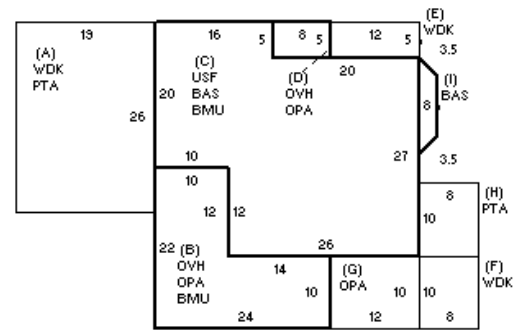 19
16
5
8
5
12
5
(E)
WDK
3.5
(A)
WDK
PTA
(C)
USF
BAS
BMU
(D)
OVH
OPA
20
(I)
BAS
8
20
26
10
27
3.5
10
8
(H)
PTA
12
12
10
22
(B)
OVH
OPA
BMU
26
14
(G)
OPA
(F)
WDK
10
10
10
24
12
8